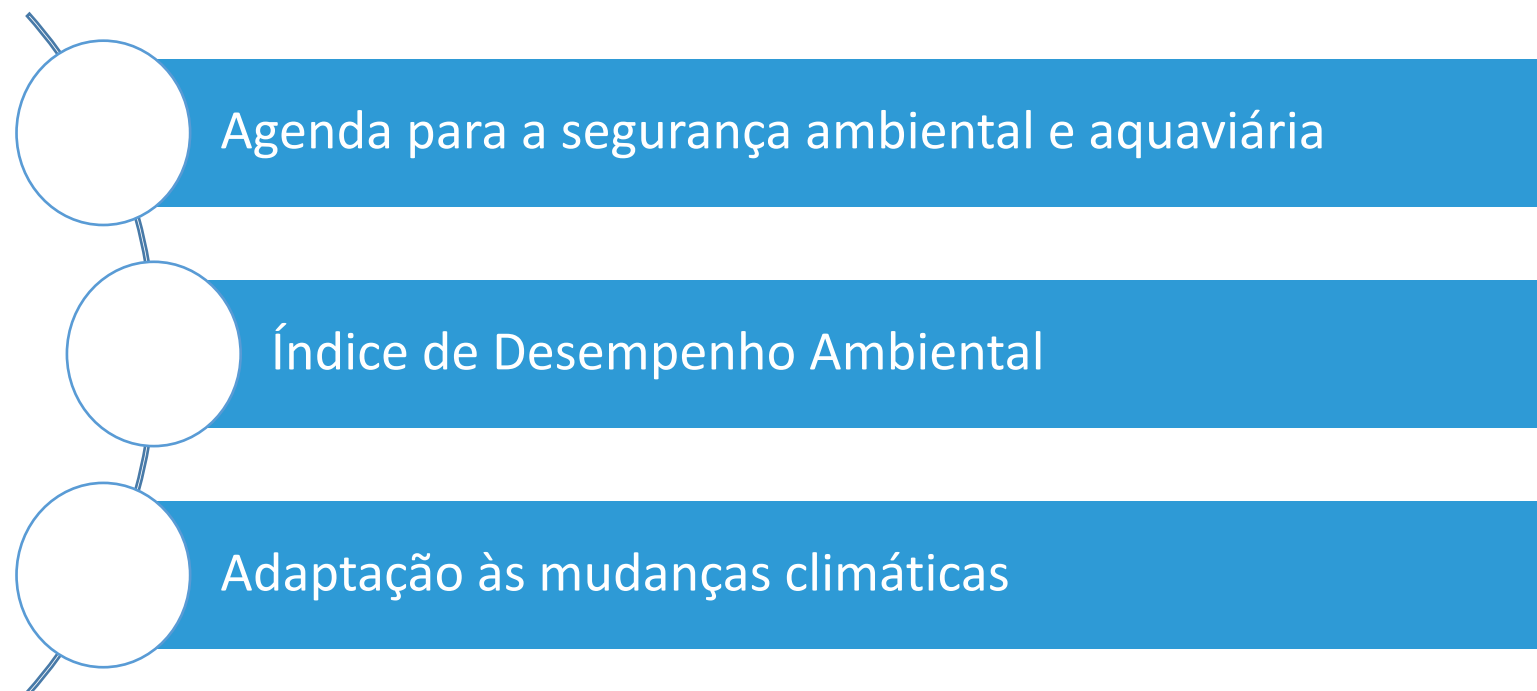 Agenda para a segurança ambiental e aquaviária
Índice de Desempenho Ambiental
Adaptação às mudanças climáticas